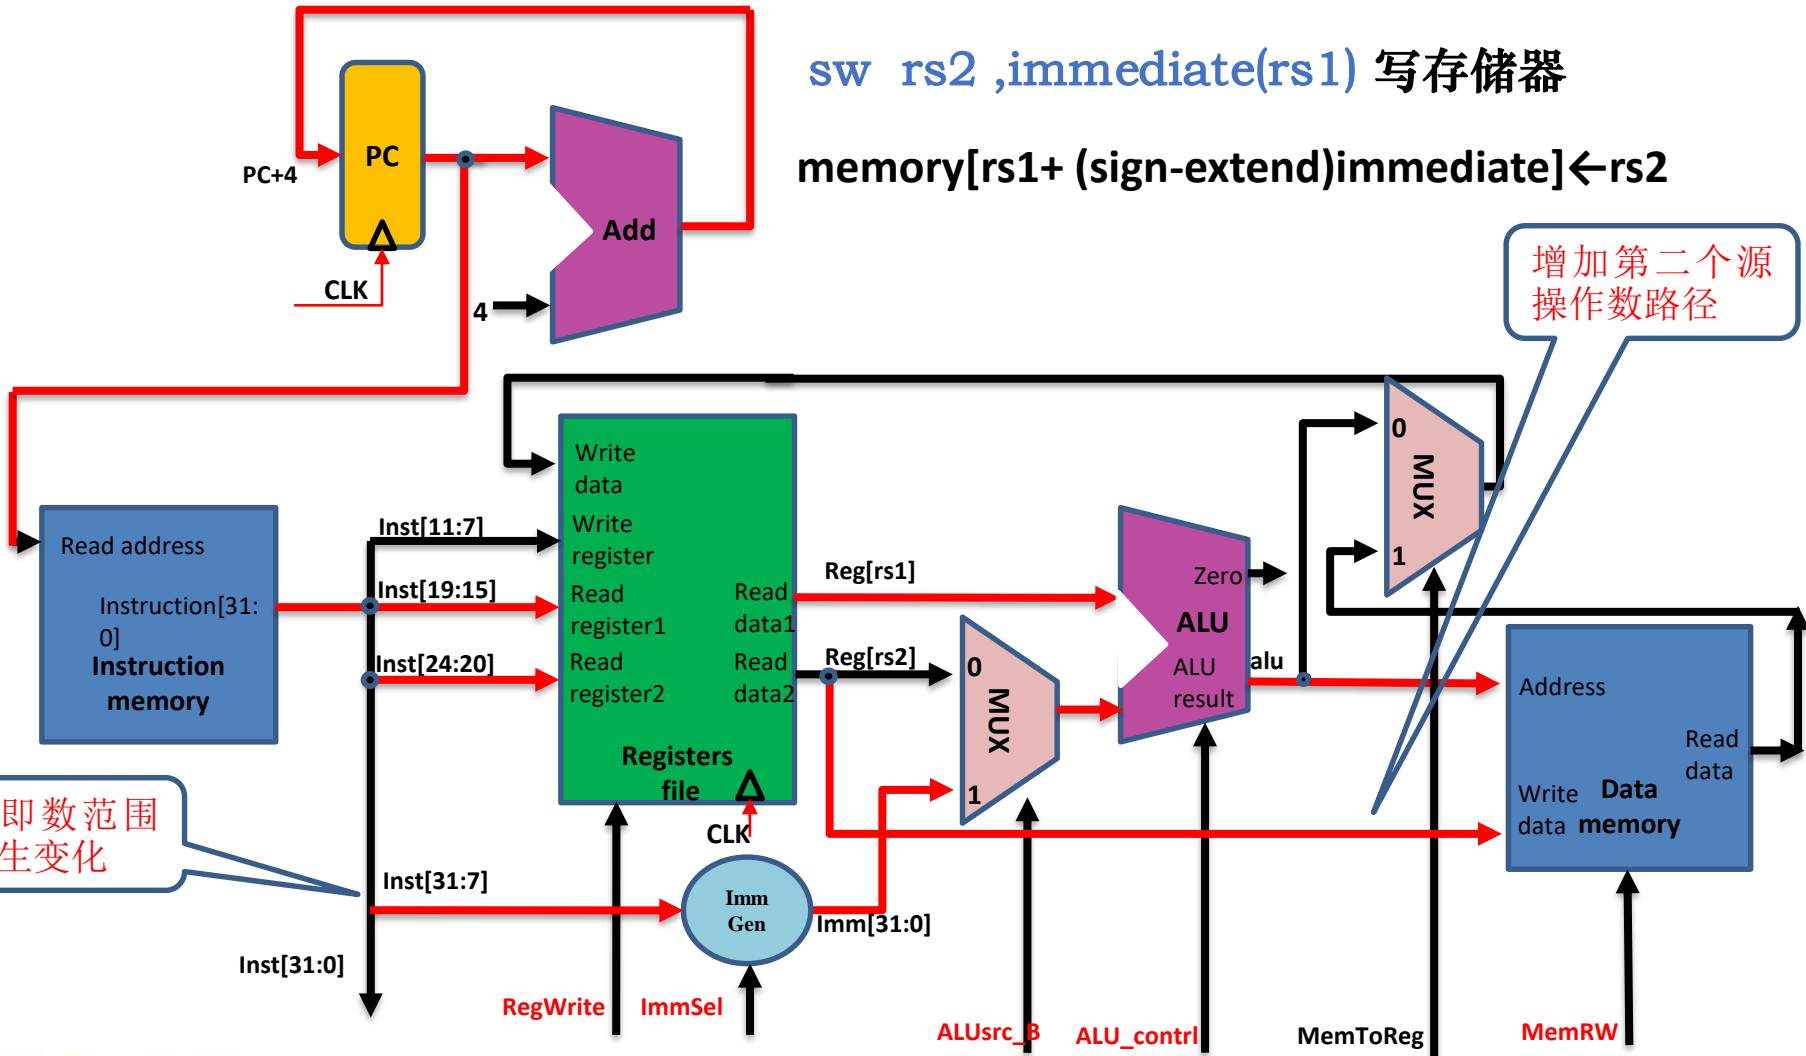 sw rs2 ,immediate(rs1) 写存储器
memory[rs1+ (sign-extend)immediate]←rs2
PC
PC+4
CLK
Add
4
增加第二个源
操作数路径
Write
data
Inst[11:7]
Write
register
Read address
Instruction[31:
0]
Instruction
memory
Inst[19:15]
Read
register1
Inst[24:20]
Read
register2
Read
data1
Read
data2
Registers
file
CLK
Reg[rs1]
Reg[rs2]
0
MUX
1
Zero
ALU
ALU
result
alu
0
MUX
1
Address
Read
data
Write
data
Data
memory
即数范围
生变化
Inst[31:7]
Imm
Gen
Imm[31:0]
Inst[31:0]
RegWrite
ImmSel
ALUsrc_B
ALU_contrl
MemToReg
MemRW